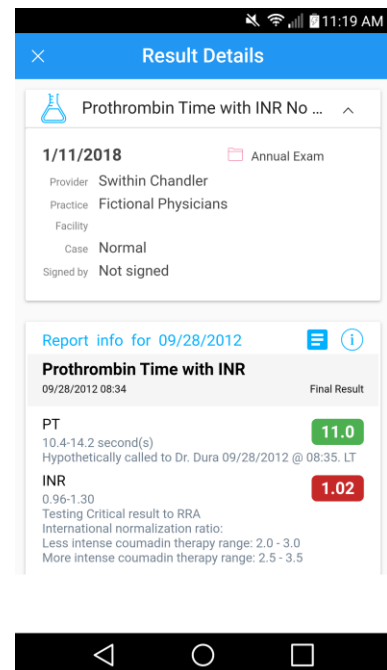 11:19 AM
Result Details
Prothrombin Time with INR No ...
1/11/2018 Annual Exam
Provider Swithin Chandler
Practice Fictional Physicians
Facility
Case Normal
Signed by Not signed
Report info for 09/28/2012
Prothrombin Time with INR
09/28/2012 08:34 Final Result
PT 11.0
10.4-14.2 second(s)
Hypothetically called to Dr. Dura 09/28/2012 @ 08:35. LT
INR 1.02
0.96-1.30
Testing Critical result to RRA
International normalization ratio:
Less intense coumadin therapy range: 2.0 - 3.0
More intense coumadin therapy range: 2.5 - 3.5